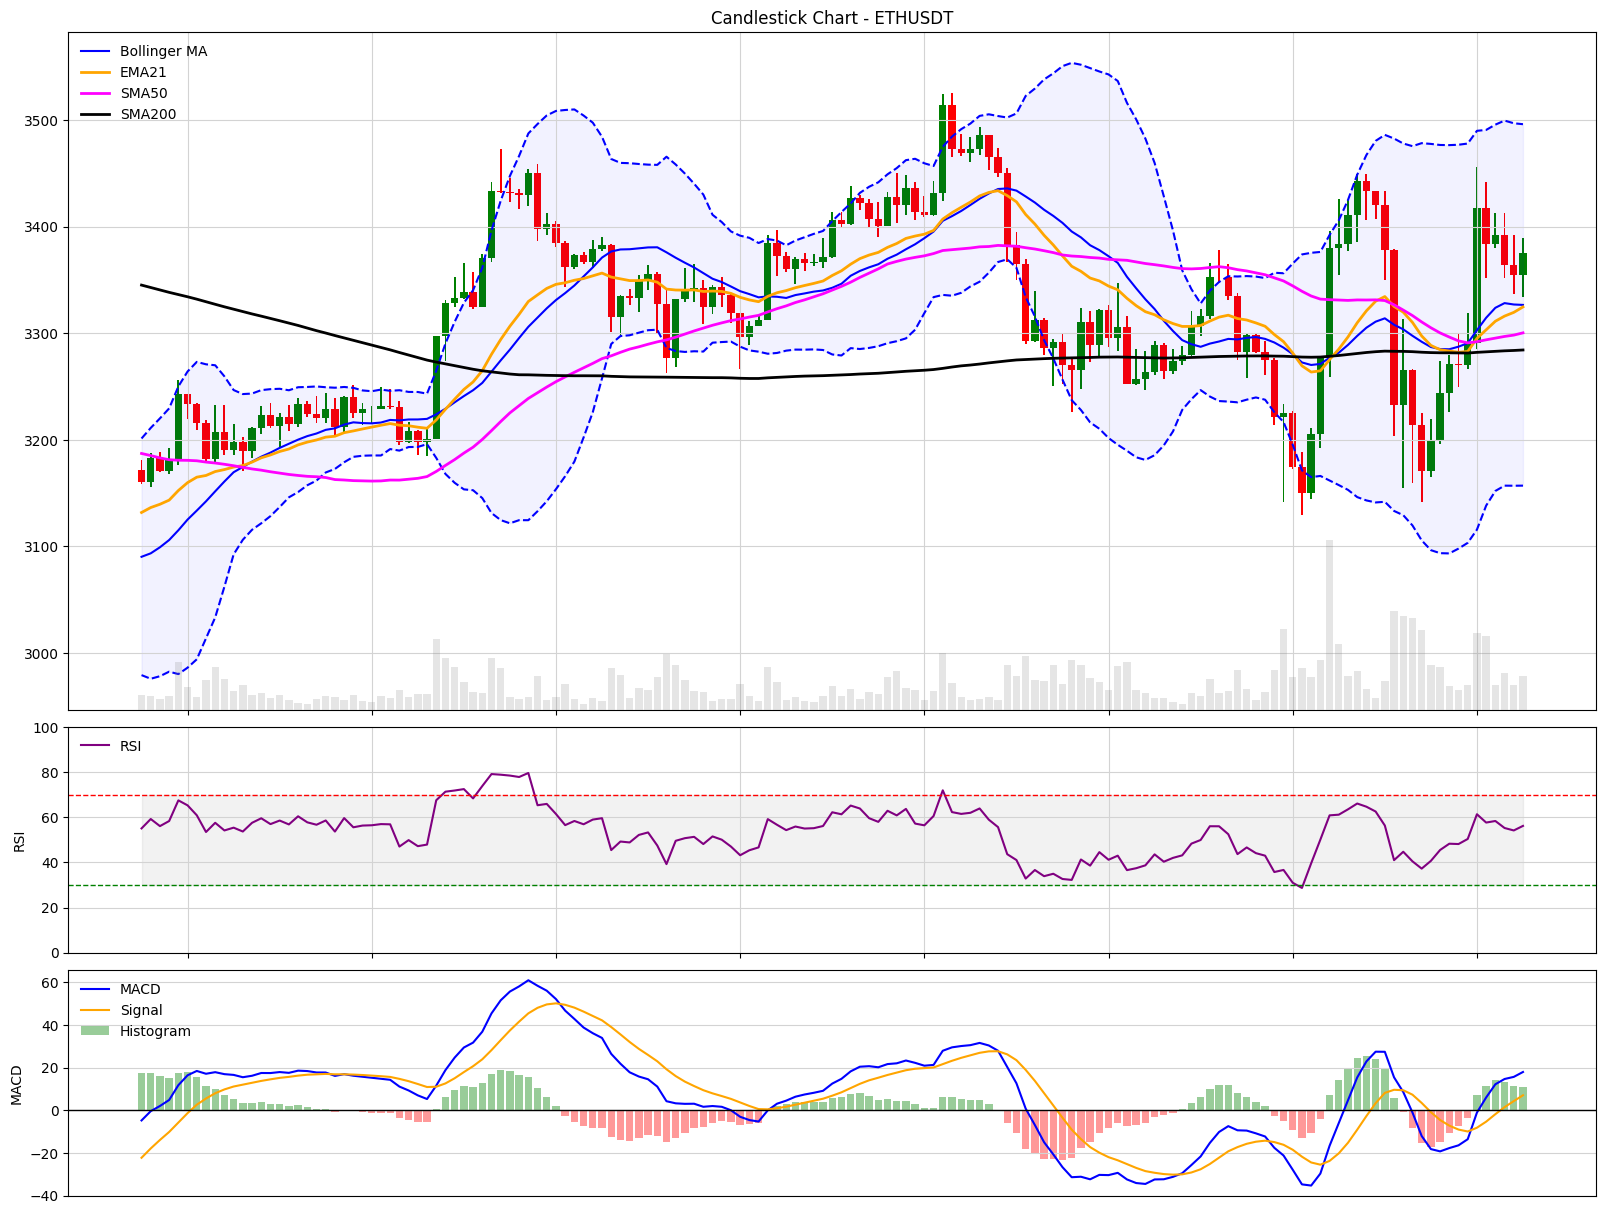 Candlestick Chart - ETHUSDT
Bollinger MA
EMA21
SMA50
SMA200
3500
3400
3300
3200
3100
3000
100
RSI
80
60
RSI
40
20
0
60
MACD
Signal
40
Histogram
20
MACD
0
−20
−40